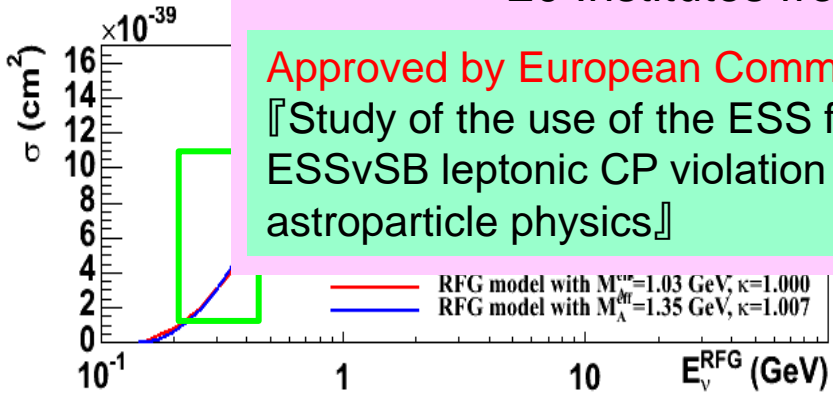 ×10⁻³⁹
σ (cm²)
16
14
12
10
8
6
4
2
0
10⁻¹
1
10
E_ν^RFG (GeV)
Approved by European Comm
『Study of the use of the ESS f
ESSvSB leptonic CP violation
astroparticle physics』
RFG model with M_A^eff=1.03 GeV, κ=1.000
RFG model with M_A^eff=1.35 GeV, κ=1.007